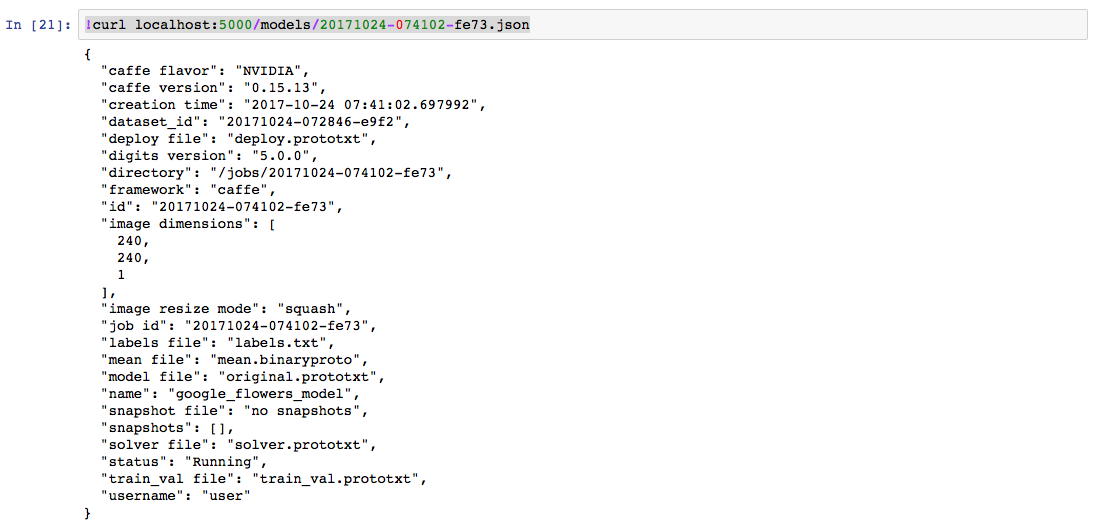 In [21]: !curl localhost:5000/models/20171024-074102-fe73.json
{
  "caffe flavor": "NVIDIA",
  "caffe version": "0.15.13",
  "creation time": "2017-10-24 07:41:02.697992",
  "dataset_id": "20171024-072846-e9f2",
  "deploy file": "deploy.prototxt",
  "digits version": "5.0.0",
  "directory": "/jobs/20171024-074102-fe73",
  "framework": "caffe",
  "id": "20171024-074102-fe73",
  "image dimensions": [
    240,
    240,
    1
  ],
  "image resize mode": "squash",
  "job id": "20171024-074102-fe73",
  "labels file": "labels.txt",
  "mean file": "mean.binaryproto",
  "model file": "original.prototxt",
  "name": "google_flowers_model",
  "snapshot file": "no snapshots",
  "snapshots": [],
  "solver file": "solver.prototxt",
  "status": "Running",
  "train_val file": "train_val.prototxt",
  "username": "user"
}